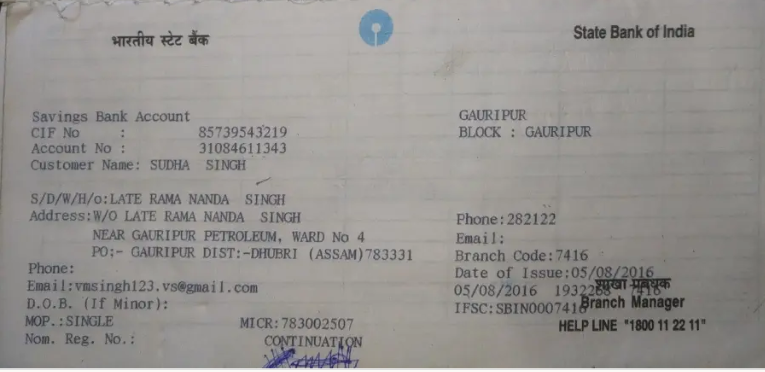 भारतीय स्टेट बैंक
State Bank of India
Savings Bank Account
CIF No : 85739543219
Account No : 31084611343
Customer Name: SUDHA SINGH
S/D/W/H/o:LATE RAMA NANDA SINGH
Address:W/O LATE RAMA NANDA SINGH
NEAR GAURIPUR PETROLEUM, WARD No 4
PO:- GAURIPUR DIST:-DHUBRI (ASSAM)783331
Phone:
Email:vmsingh123.vs@gmail.com
D.O.B. (If Minor):
MOP.:SINGLE MICR:783002507
Nom. Reg. No.: CONTINUATION
GAURIPUR
BLOCK : GAURIPUR
Phone:282122
Email:
Branch Code:7416
Date of Issue:05/08/2016
05/08/2016 7416
शाखा प्रबंधक
IFSC:SBIN0007416
Branch Manager
HELP LINE "1800 11 22 11"